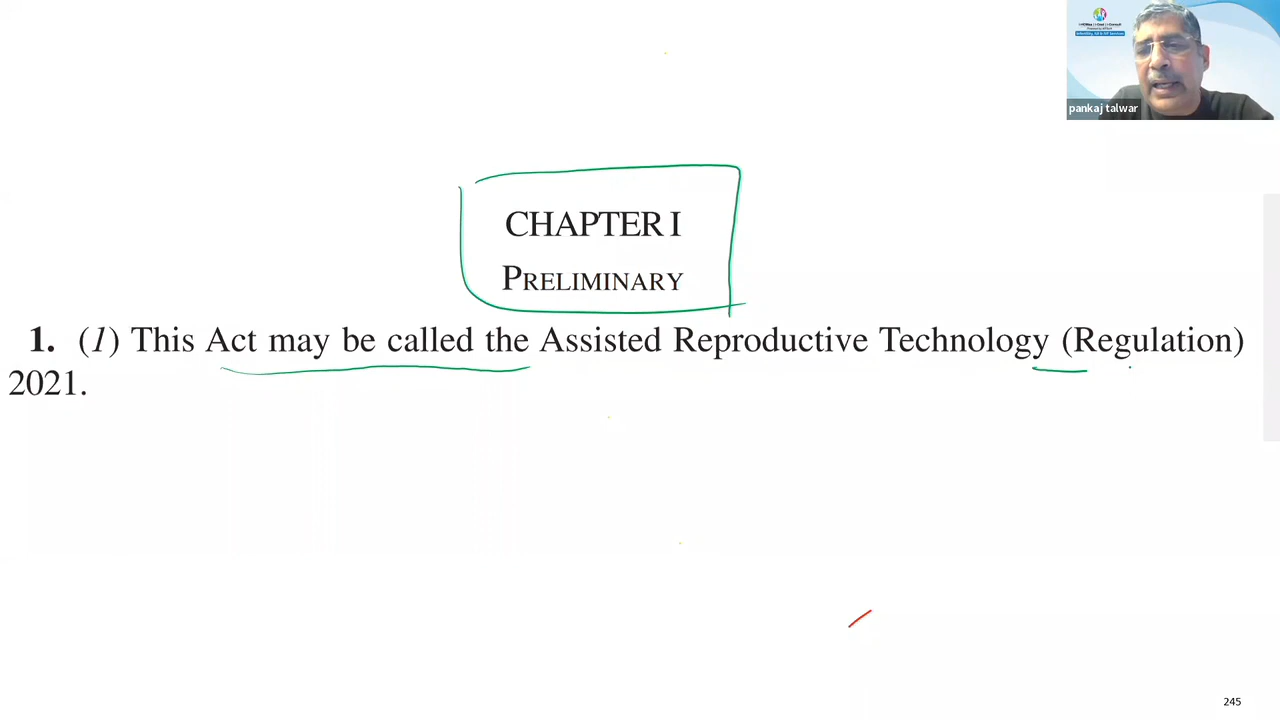 pankaj talwar
CHAPTER I
PRELIMINARY
1. (1) This Act may be called the Assisted Reproductive Technology (Regulation)
2021.
245